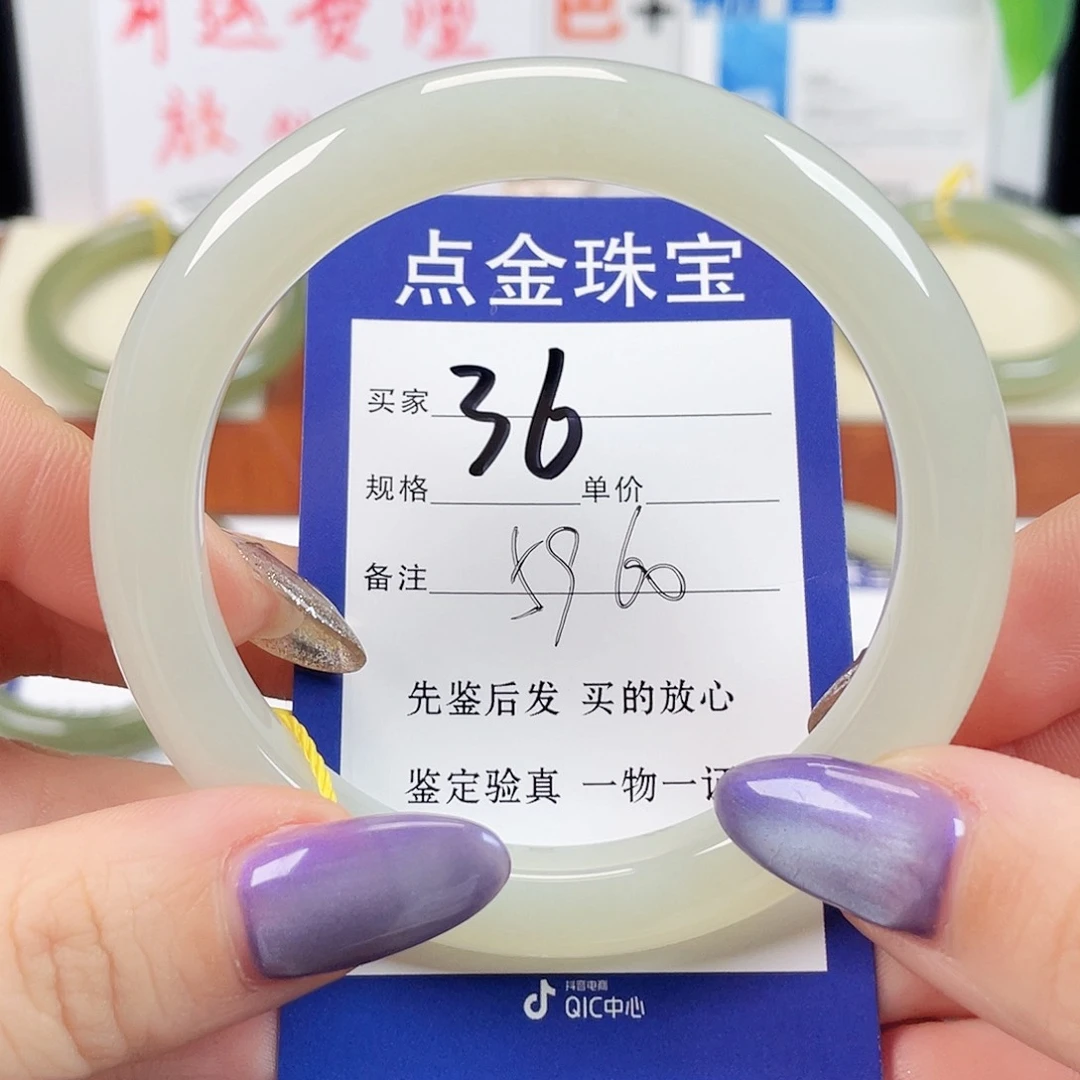 点金珠宝
买家 36
规格 单价
备注 59 60
先鉴后发 买的放心
鉴定验真 一物一证
抖音电商
QIC中心